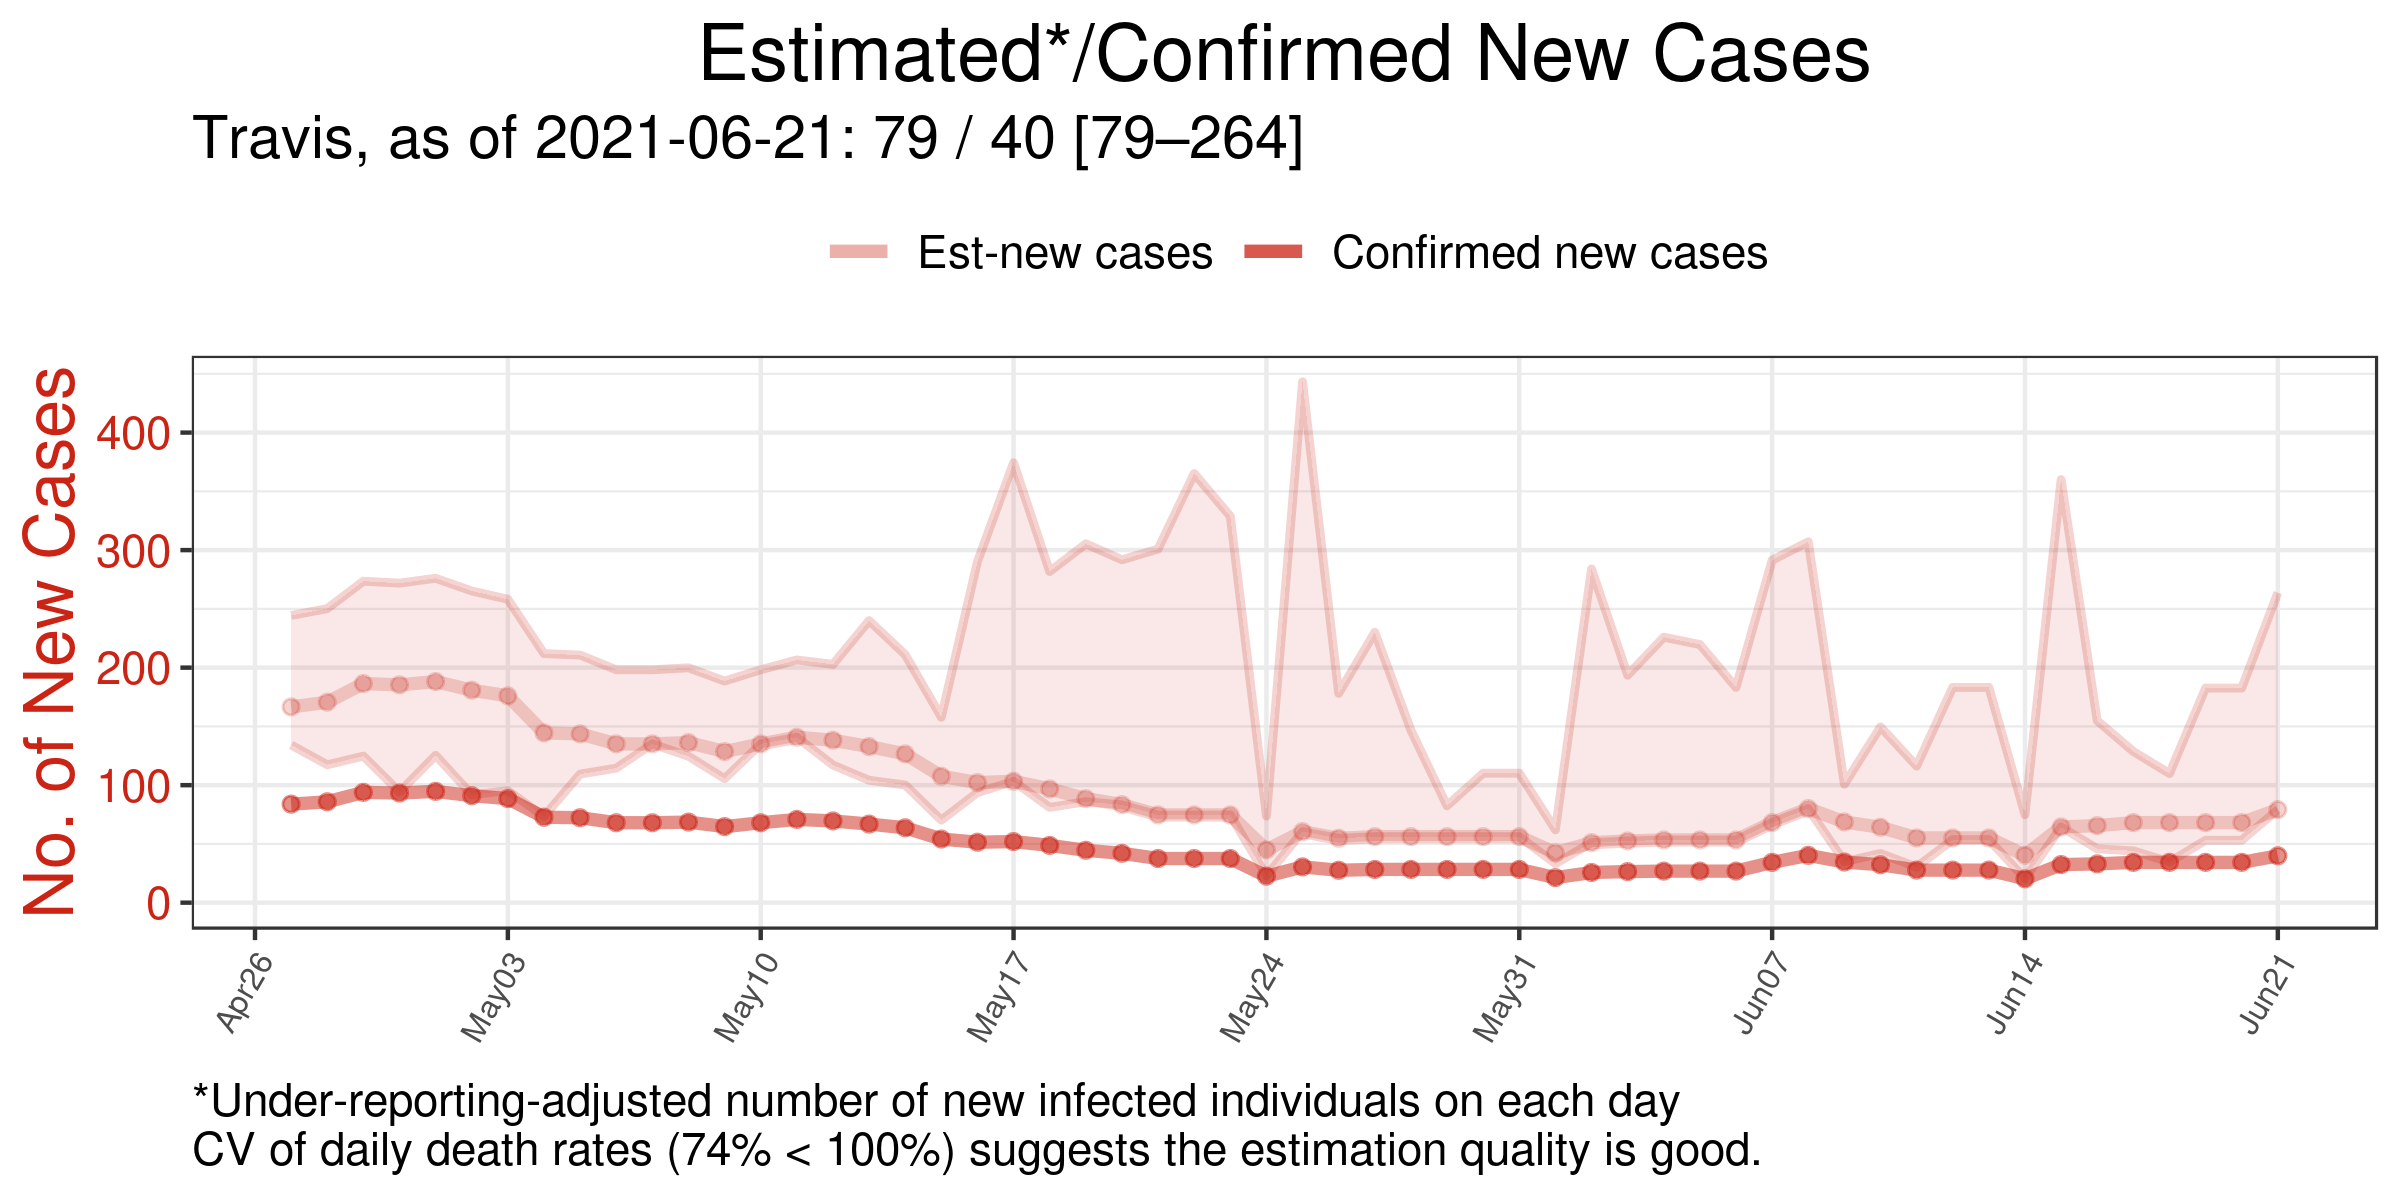 Estimated*/Confirmed New Cases
Travis, as of 2021-06-21: 79 / 40 [79–264]
Est-new cases
Confirmed new cases
No. of New Cases
400
300
200
100
0
Apr26
May03
May10
May17
May24
May31
Jun07
Jun14
Jun21
*Under-reporting-adjusted number of new infected individuals on each day
CV of daily death rates (74% < 100%) suggests the estimation quality is good.